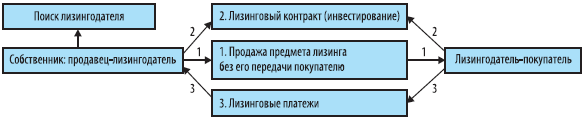 Поиск лизингодателя
2. Лизинговый контракт (инвестирование)
2
2
Собственник: продавец-лизингодатель
1
1. Продажа предмета лизинга
без его передачи покупателю
1
Лизингодатель-покупатель
3
3
3. Лизинговые платежи